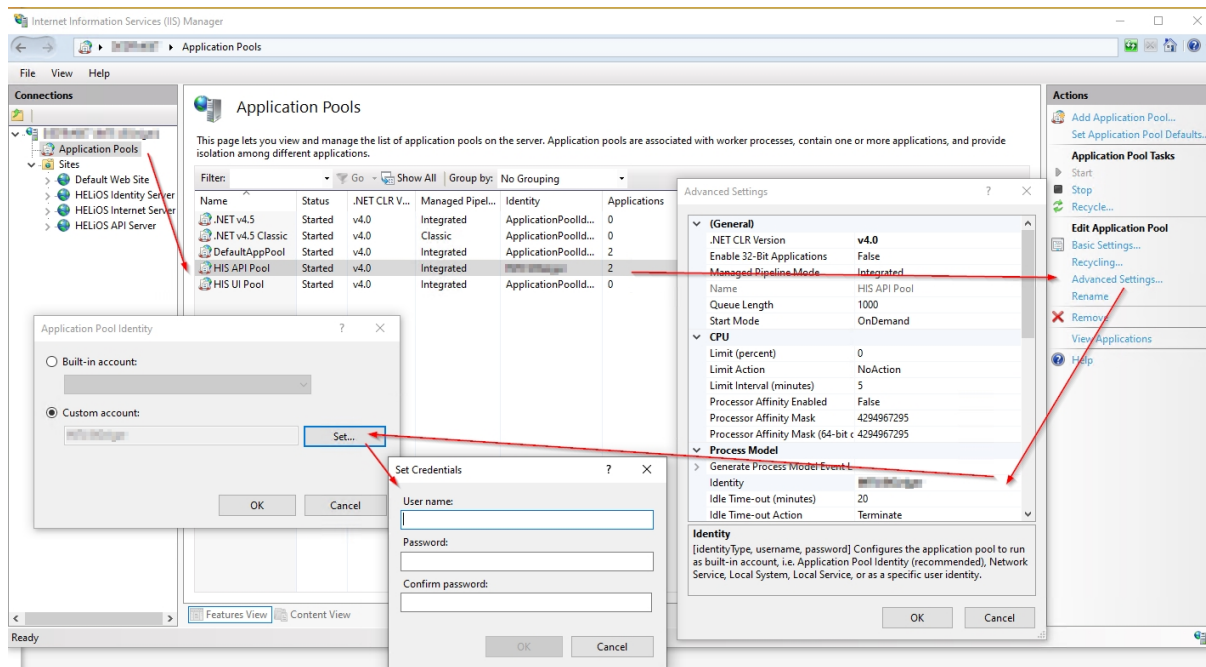 Internet Information Services (IIS) Manager
Application Pools
File View Help
Connections
Application Pools
Sites
Default Web Site
HELiOS Identity Server
HELiOS Internet Server
HELiOS API Server
Application Pools
This page lets you view and manage the list of application pools on the server. Application pools are associated with worker processes, contain one or more applications, and provide
isolation among different applications.
Filter: Go Show All Group by: No Grouping
Name Status .NET CLR V... Managed Pipel... Identity Applications
.NET v4.5 Started v4.0 Integrated ApplicationPoolId... 0
.NET v4.5 Classic Started v4.0 Classic ApplicationPoolId... 0
DefaultAppPool Started v4.0 Integrated ApplicationPoolId... 2
HIS API Pool Started v4.0 Integrated 2
HIS UI Pool Started v4.0 Integrated ApplicationPoolId... 0
Application Pool Identity ?
Built-in account:
Custom account:
Set...
OK Cancel
Set Credentials ?
User name:
Password:
Confirm password:
OK Cancel
Advanced Settings ?
(General)
.NET CLR Version v4.0
Enable 32-Bit Applications False
Managed Pipeline Mode Integrated
Name HIS API Pool
Queue Length 1000
Start Mode OnDemand
CPU
Limit (percent) 0
Limit Action NoAction
Limit Interval (minutes) 5
Processor Affinity Enabled False
Processor Affinity Mask 4294967295
Processor Affinity Mask (64-bit c 4294967295
Process Model
Generate Process Model Event L
Identity
Idle Time-out (minutes) 20
Idle Time-out Action Terminate
Identity
[identityType, username, password] Configures the application pool to run
as built-in account, i.e. Application Pool Identity (recommended), Network
Service, Local System, Local Service, or as a specific user identity.
OK Cancel
Actions
Add Application Pool...
Set Application Pool Defaults...
Application Pool Tasks
Start
Stop
Recycle...
Edit Application Pool
Basic Settings...
Recycling...
Advanced Settings...
Rename
Remove
View Applications
Help
Features View Content View
Ready